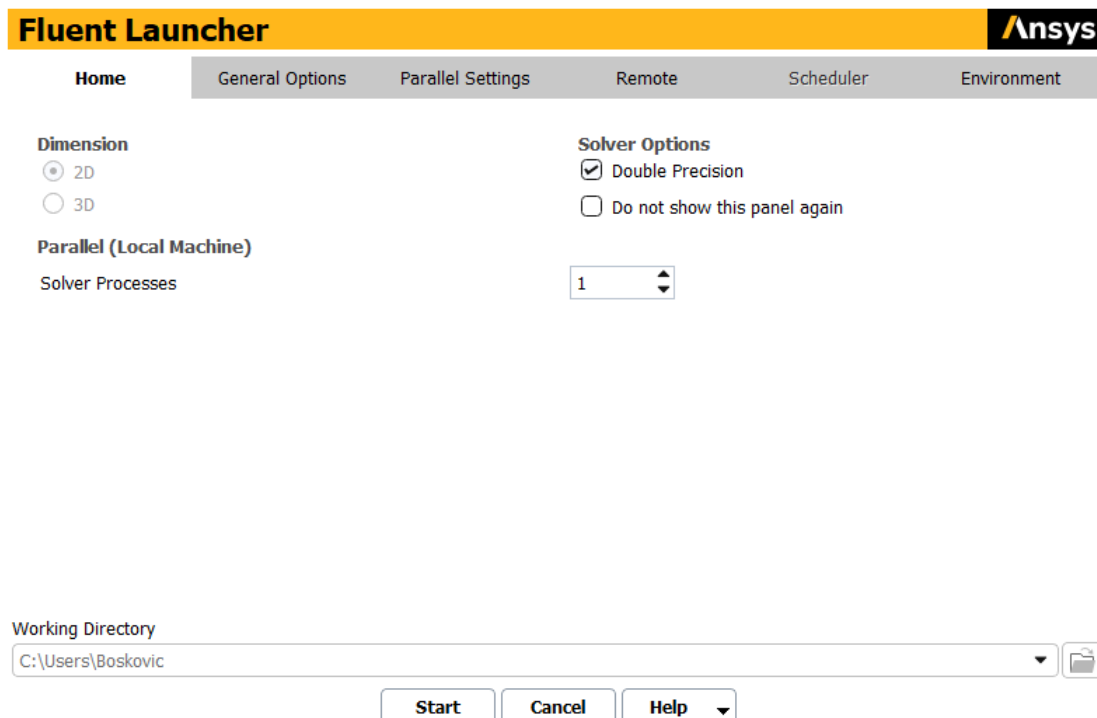 Fluent Launcher
Ansys
Home General Options Parallel Settings Remote Scheduler Environment
Dimension
2D
3D
Solver Options
Double Precision
Do not show this panel again
Parallel (Local Machine)
Solver Processes 1
Working Directory
C:\Users\Boskovic
Start Cancel Help